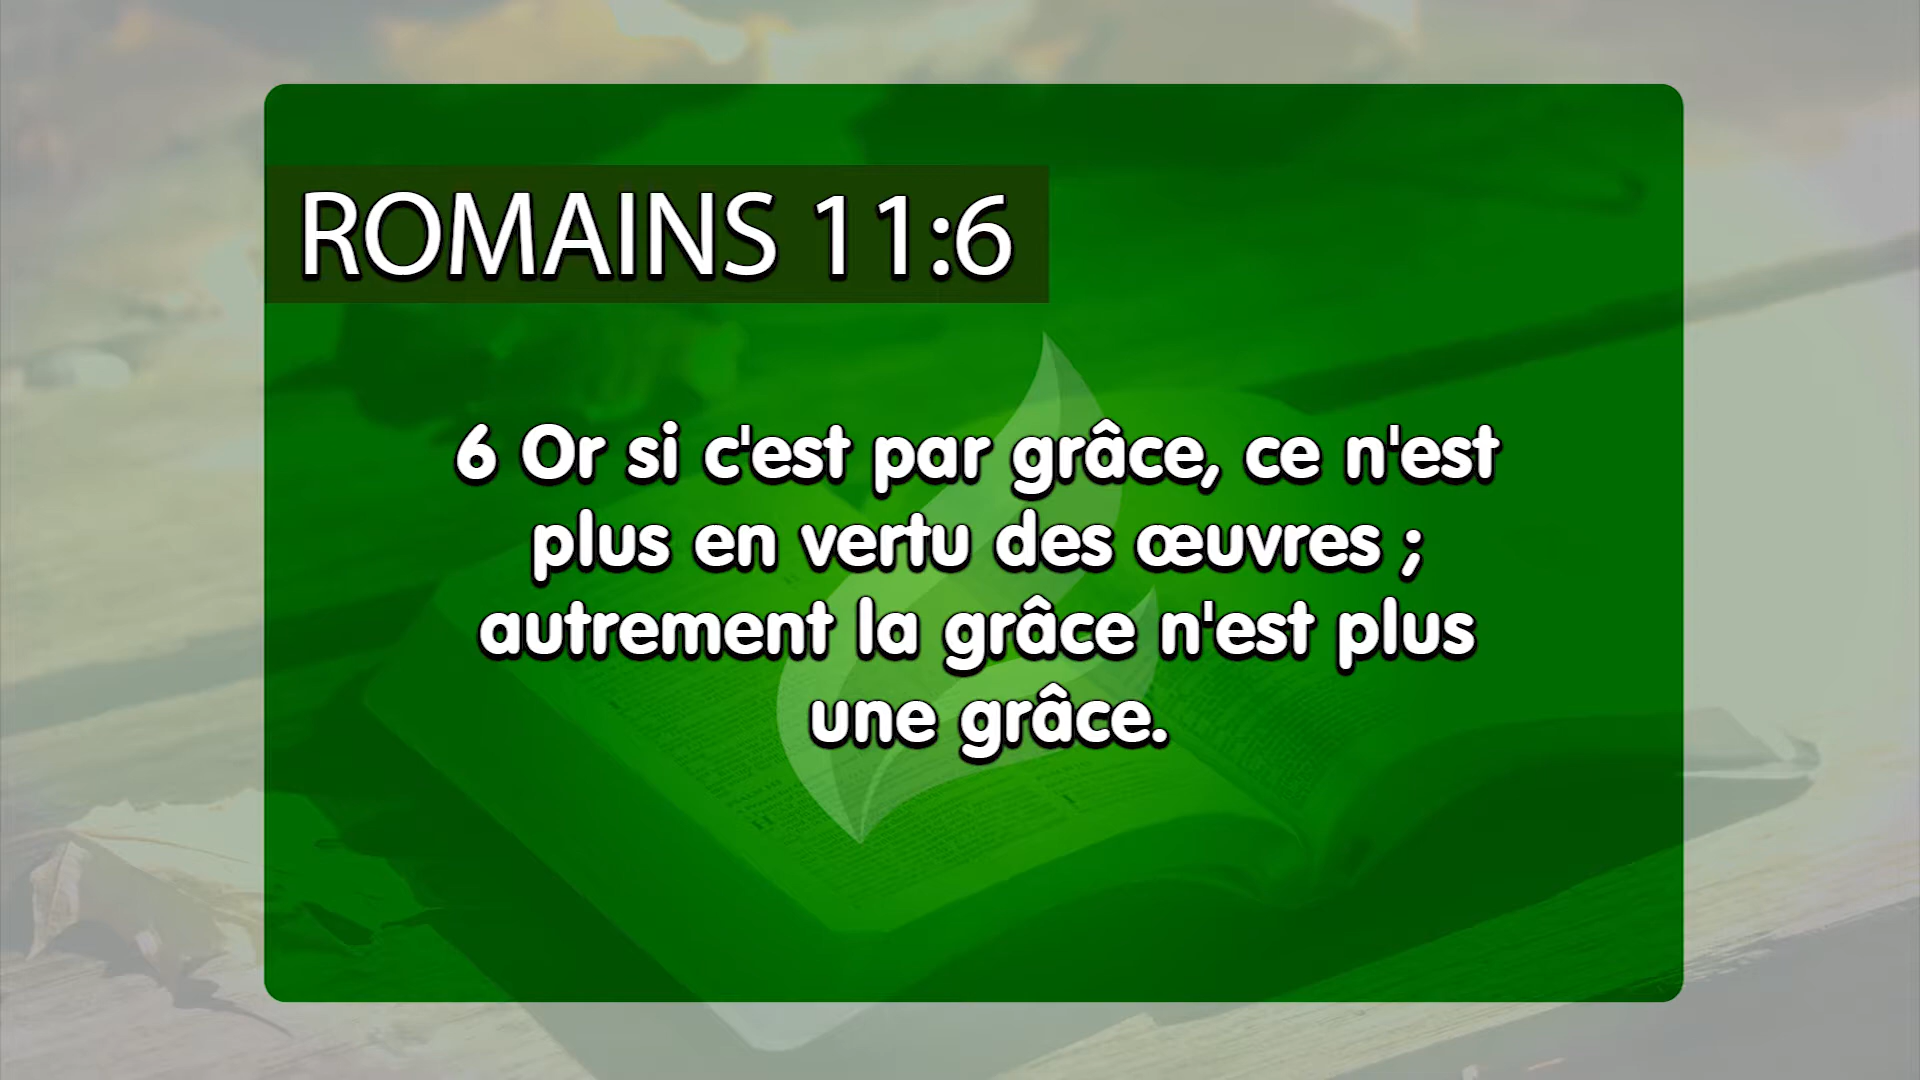 ROMAINS 11:6
6 Or si c'est par grâce, ce n'est
plus en vertu des œuvres ;
autrement la grâce n'est plus
une grâce.